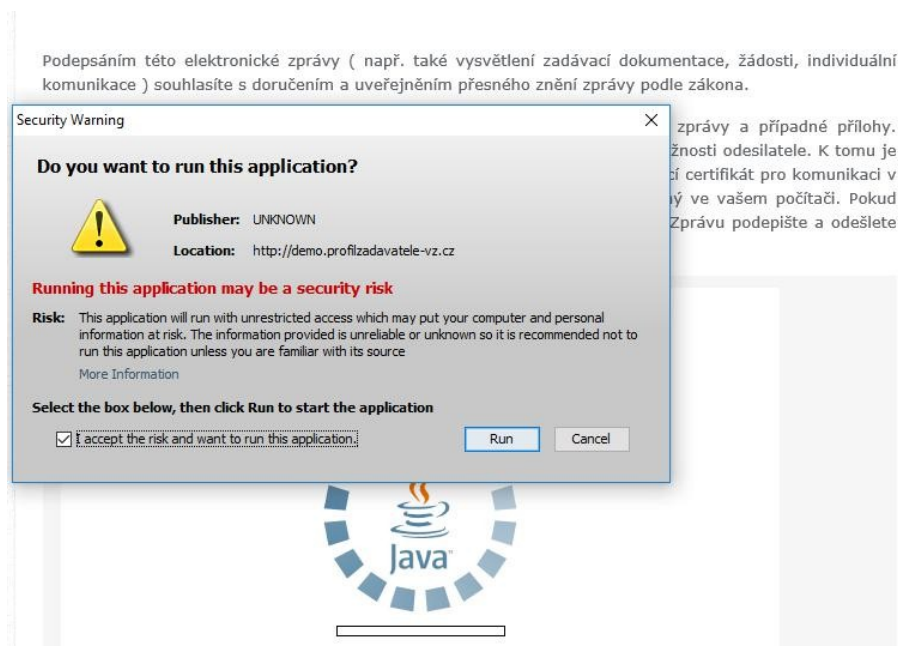 Podepsáním této elektronické zprávy ( např. také vysvětlení zadávací dokumentace, žádosti, individuální
komunikace ) souhlasíte s doručením a uveřejněním přesného znění zprávy podle zákona.
Security Warning
Do you want to run this application?
Publisher: UNKNOWN
Location: http://demo.profilzadavatele-vz.cz
Running this application may be a security risk
Risk: This application will run with unrestricted access which may put your computer and personal
information at risk. The information provided is unreliable or unknown so it is recommended not to
run this application unless you are familiar with its source
More Information
Select the box below, then click Run to start the application
I accept the risk and want to run this application.
Run
Cancel
zprávy a případné přílohy.
žnosti odesilatele. K tomu je
cí certifikát pro komunikaci v
ý ve vašem počítači. Pokud
Zprávu podepište a odešlete
Java